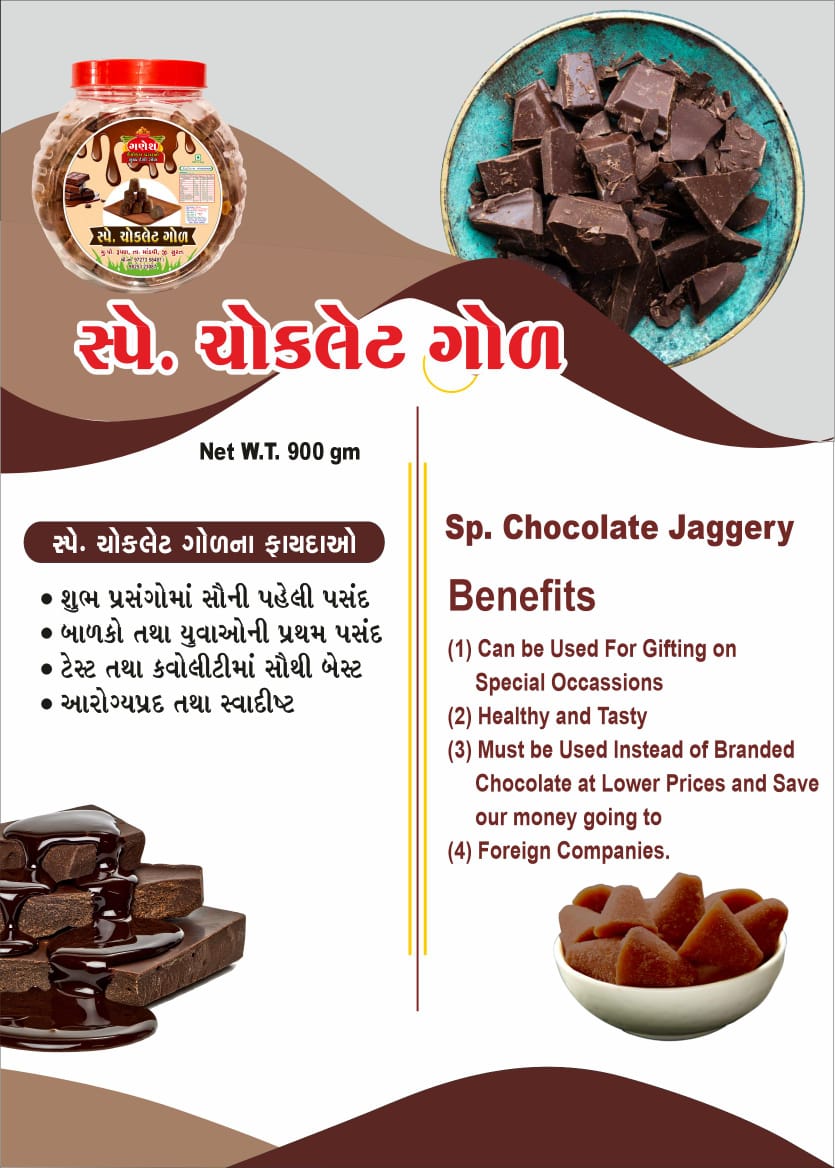 ગણેશ
સ્પે. ચોકલેટ ગોળ
સ્પે. ચોકલેટ ગોળ
Net W.T. 900 gm
સ્પે. ચોકલેટ ગોળના ફાયદાઓ
• શુભ પ્રસંગોમાં સૌની પહેલી પસંદ
• બાળકો તથા યુવાઓની પ્રથમ પસંદ
• ટેસ્ટ તથા કવોલીટીમાં સૌથી બેસ્ટ
• આરોગ્યપ્રદ તથા સ્વાદીષ્ટ
Sp. Chocolate Jaggery
Benefits
(1) Can be Used For Gifting on
Special Occassions
(2) Healthy and Tasty
(3) Must be Used Instead of Branded
Chocolate at Lower Prices and Save
our money going to
(4) Foreign Companies.